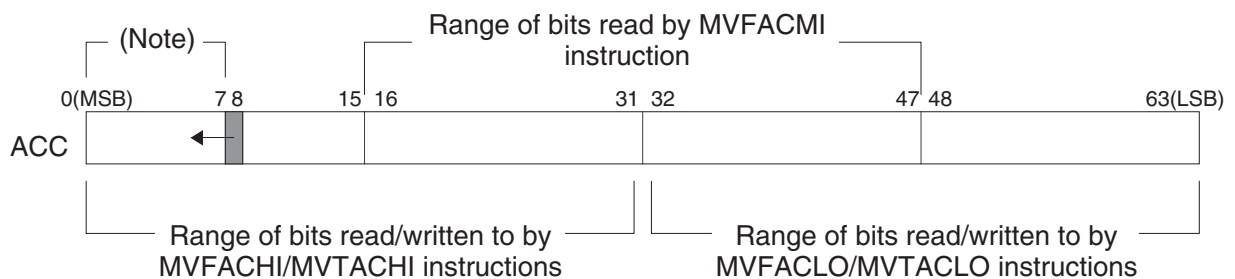 (Note)
Range of bits read by MVFACMI
instruction
0(MSB) 7 8 15 16 31 32 47 48 63(LSB)
ACC
Range of bits read/written to by
MVFACHI/MVTACHI instructions
Range of bits read/written to by
MVFACLO/MVTACLO instructions